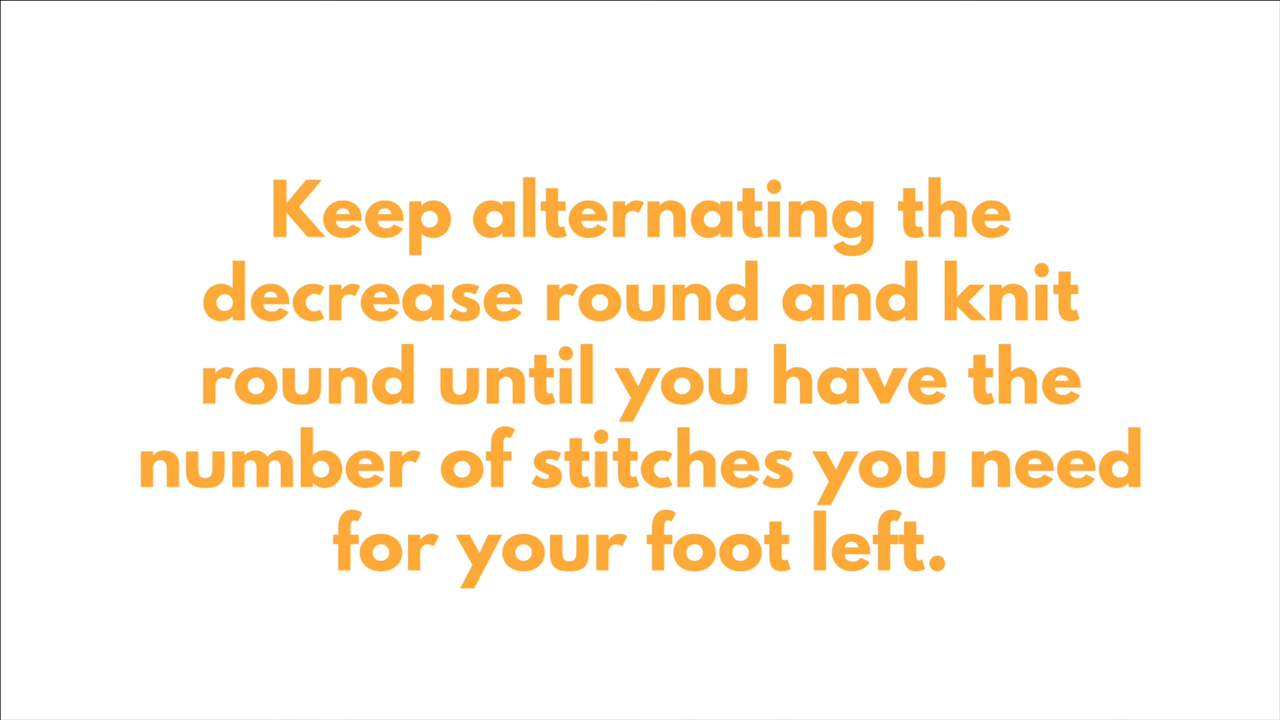 Keep alternating the
decrease round and knit
round until you have the
number of stitches you need
for your foot left.